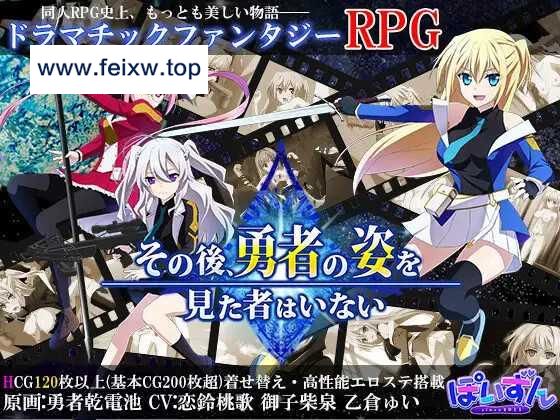 同人RPG史上、もっとも美しい物語――
ドラマチックファンタジーRPG
www.feixw.top
その後、勇者の姿を
見た者はいない
HCG120枚以上(基本CG200枚超)着せ替え・高性能エロステ搭載
原画:勇者乾電池 CV:恋鈴桃歌 御子柴泉 乙倉ゅい
ぱいずん
since2011